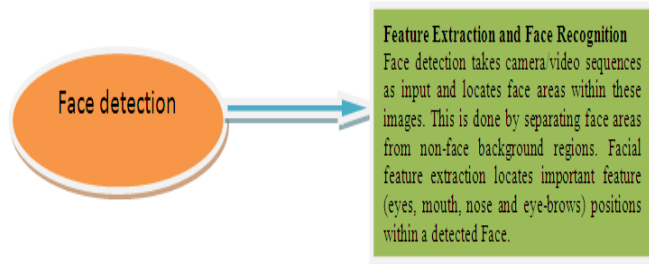 Face detection
Feature Extraction and Face Recognition
Face detection takes camera/video sequences
as input and locates face areas within these
images. This is done by separating face areas
from non-face background regions. Facial
feature extraction locates important feature
(eyes, mouth, nose and eye-brows) positions
within a detected Face.